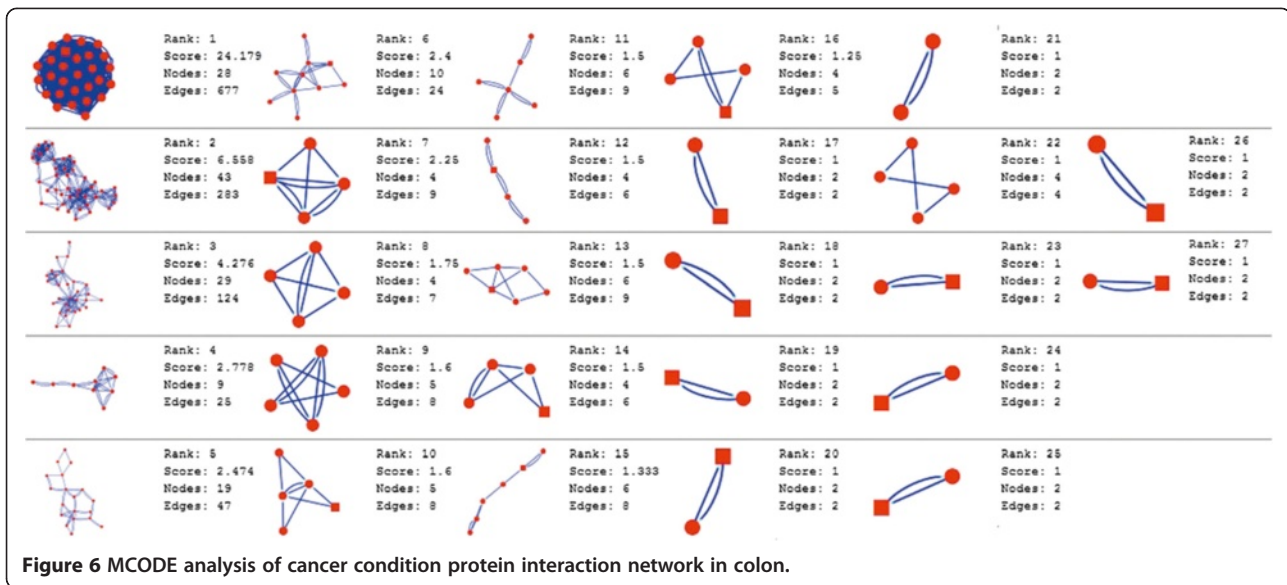 Rank: 1
Score: 24.179
Nodes: 28
Edges: 677
Rank: 6
Score: 2.4
Nodes: 10
Edges: 24
Rank: 11
Score: 1.5
Nodes: 6
Edges: 9
Rank: 16
Score: 1.25
Nodes: 4
Edges: 5
Rank: 21
Score: 1
Nodes: 2
Edges: 2
Rank: 2
Score: 6.558
Nodes: 43
Edges: 283
Rank: 7
Score: 2.25
Nodes: 4
Edges: 9
Rank: 12
Score: 1.5
Nodes: 4
Edges: 6
Rank: 17
Score: 1
Nodes: 2
Edges: 2
Rank: 22
Score: 1
Nodes: 4
Edges: 4
Rank: 26
Score: 1
Nodes: 2
Edges: 2
Rank: 3
Score: 4.276
Nodes: 29
Edges: 124
Rank: 8
Score: 1.75
Nodes: 4
Edges: 7
Rank: 13
Score: 1.5
Nodes: 6
Edges: 9
Rank: 18
Score: 1
Nodes: 2
Edges: 2
Rank: 23
Score: 1
Nodes: 2
Edges: 2
Rank: 27
Score: 1
Nodes: 2
Edges: 2
Rank: 4
Score: 2.778
Nodes: 9
Edges: 25
Rank: 9
Score: 1.6
Nodes: 5
Edges: 8
Rank: 14
Score: 1.5
Nodes: 4
Edges: 6
Rank: 19
Score: 1
Nodes: 2
Edges: 2
Rank: 24
Score: 1
Nodes: 2
Edges: 2
Rank: 5
Score: 2.474
Nodes: 19
Edges: 47
Rank: 10
Score: 1.6
Nodes: 5
Edges: 8
Rank: 15
Score: 1.333
Nodes: 6
Edges: 8
Rank: 20
Score: 1
Nodes: 2
Edges: 2
Rank: 25
Score: 1
Nodes: 2
Edges: 2
Figure 6 MCODE analysis of cancer condition protein interaction network in colon.